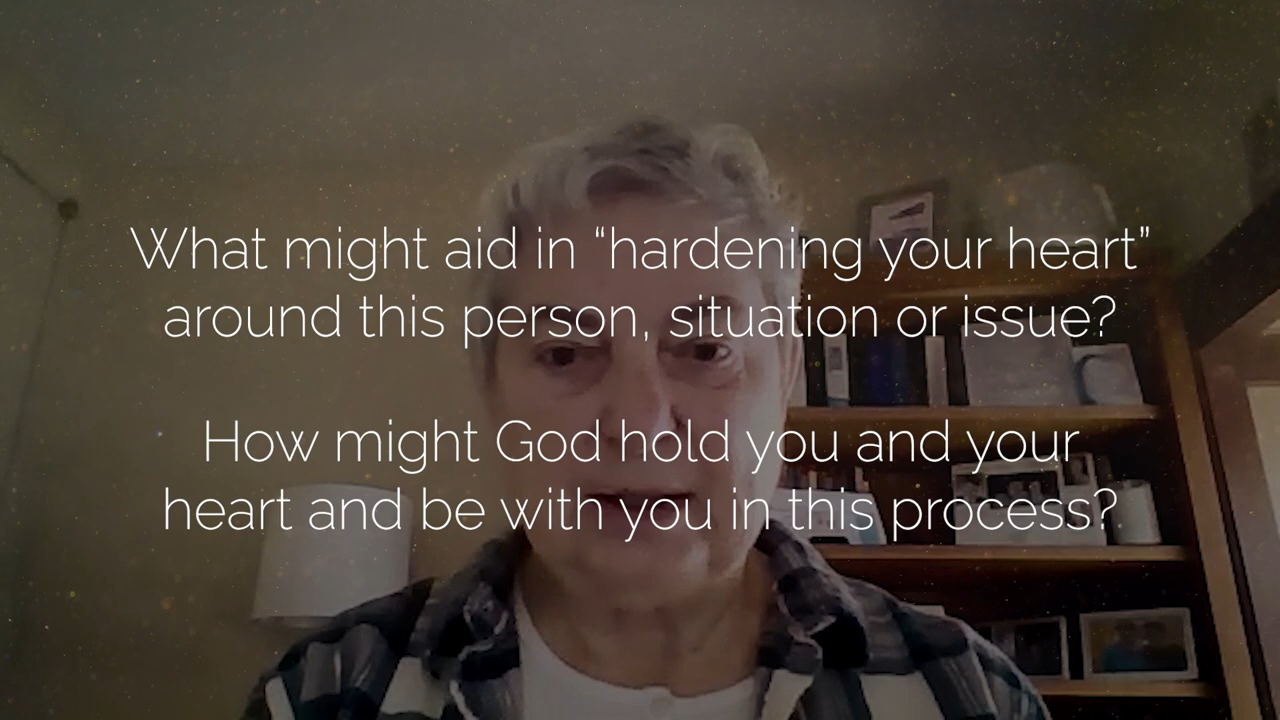 What might aid in “hardening your heart”
around this person, situation or issue?
How might God hold you and your
heart and be with you in this process?